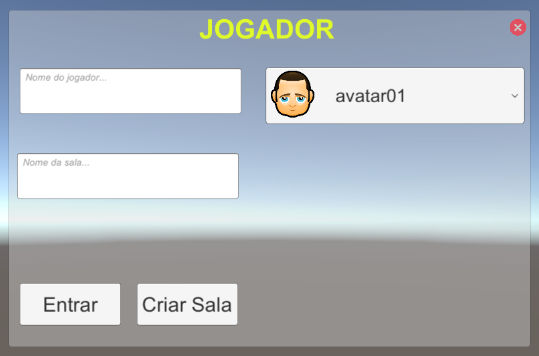 JOGADOR
Nome do jogador...
avatar01
Nome da sala...
Entrar
Criar Sala